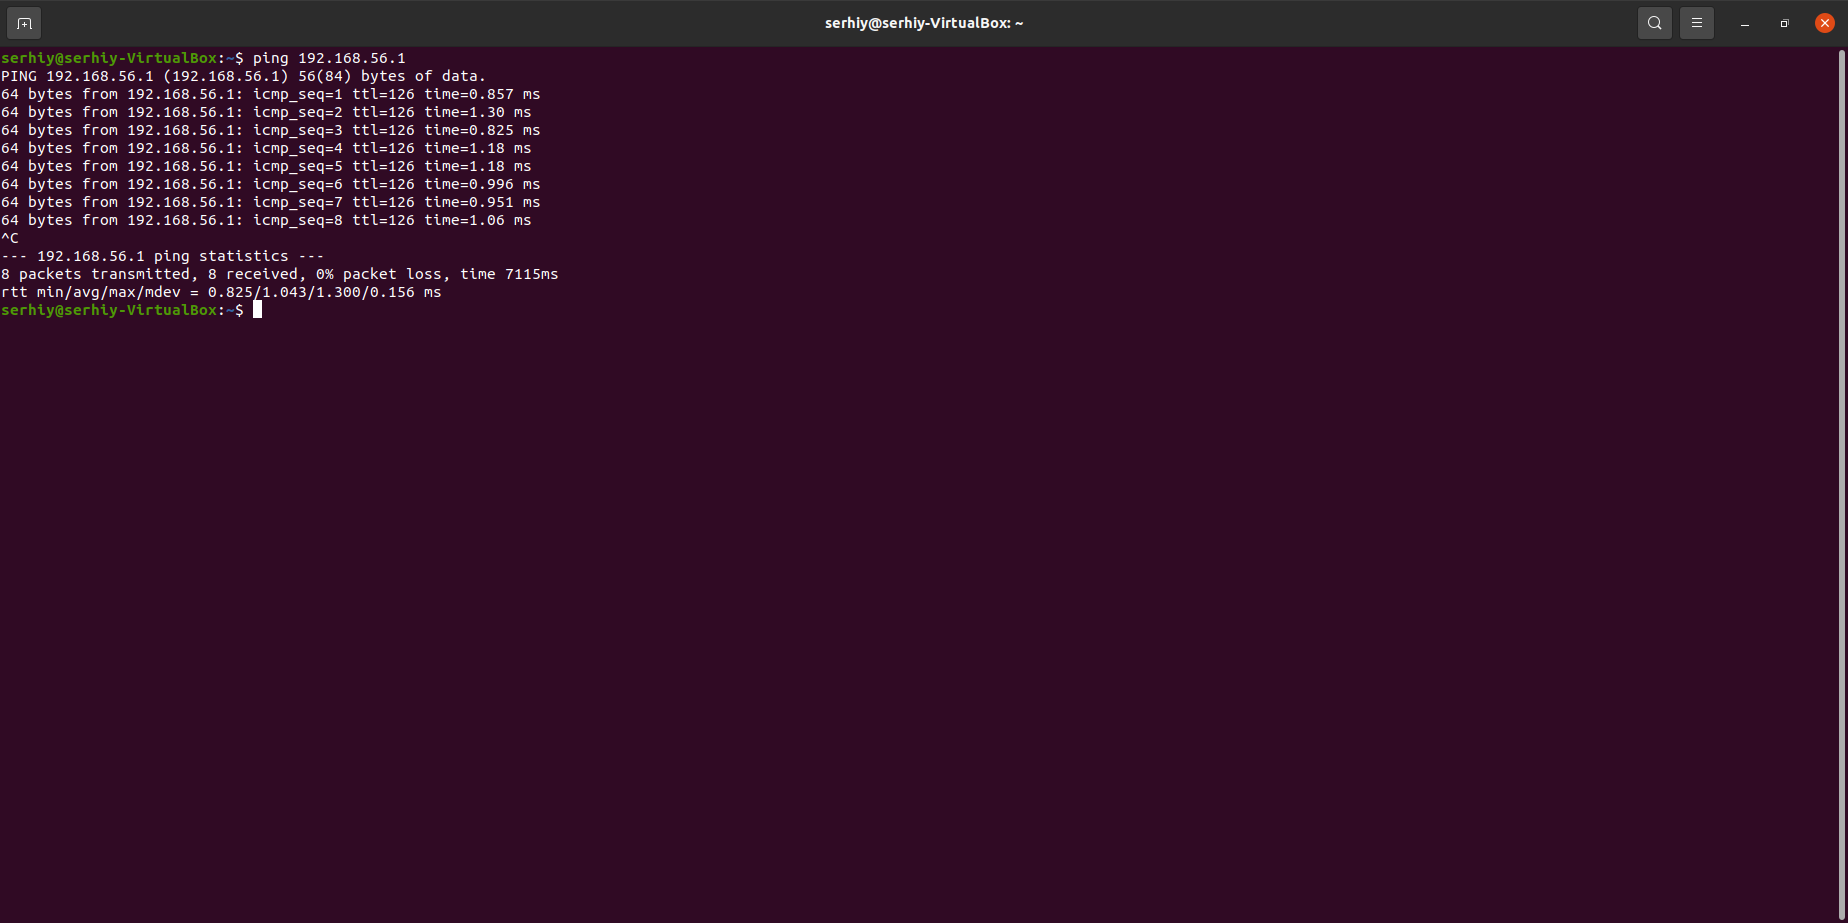 serhiy@serhiy-VirtualBox: ~
serhiy@serhiy-VirtualBox:~$ ping 192.168.56.1
PING 192.168.56.1 (192.168.56.1) 56(84) bytes of data.
64 bytes from 192.168.56.1: icmp_seq=1 ttl=126 time=0.857 ms
64 bytes from 192.168.56.1: icmp_seq=2 ttl=126 time=1.30 ms
64 bytes from 192.168.56.1: icmp_seq=3 ttl=126 time=0.825 ms
64 bytes from 192.168.56.1: icmp_seq=4 ttl=126 time=1.18 ms
64 bytes from 192.168.56.1: icmp_seq=5 ttl=126 time=1.18 ms
64 bytes from 192.168.56.1: icmp_seq=6 ttl=126 time=0.996 ms
64 bytes from 192.168.56.1: icmp_seq=7 ttl=126 time=0.951 ms
64 bytes from 192.168.56.1: icmp_seq=8 ttl=126 time=1.06 ms
^C
--- 192.168.56.1 ping statistics ---
8 packets transmitted, 8 received, 0% packet loss, time 7115ms
rtt min/avg/max/mdev = 0.825/1.043/1.300/0.156 ms
serhiy@serhiy-VirtualBox:~$